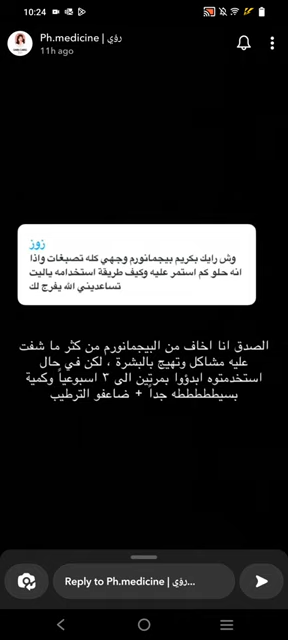 10:24
Ph.medicine | رؤي
11h ago
زوز
وش رايك بكريم بيجمانورم وجهي كله تصبغات واذا
انه حلو كم استمر عليه وكيف طريقة استخدامه ياليت
تساعديني الله يفرج لك
الصدق انا اخاف من البيجمانورم من كثر ما شفت
عليه مشاكل وتهيج بالبشرة ، لكن في حال
استخدمتوه ابدؤوا بمرتين الى ٣ اسبوعياً وكمية
بسيطططططه جداً + ضاعفو الترطيب
Reply to Ph.medicine | رؤي...